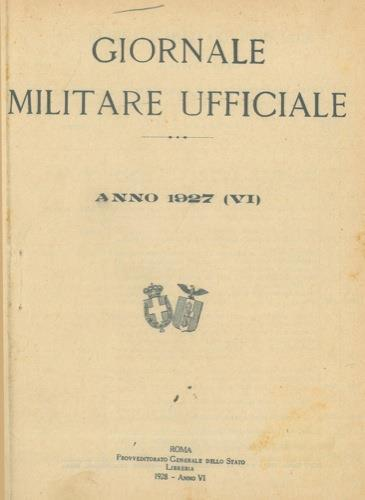 GIORNALE
MILITARE UFFICIALE
ANNO 1927 (VI)
ROMA
PROVVEDITORATO GENERALE DELLO STATO
LIBRERIA
1928 - ANNO VI